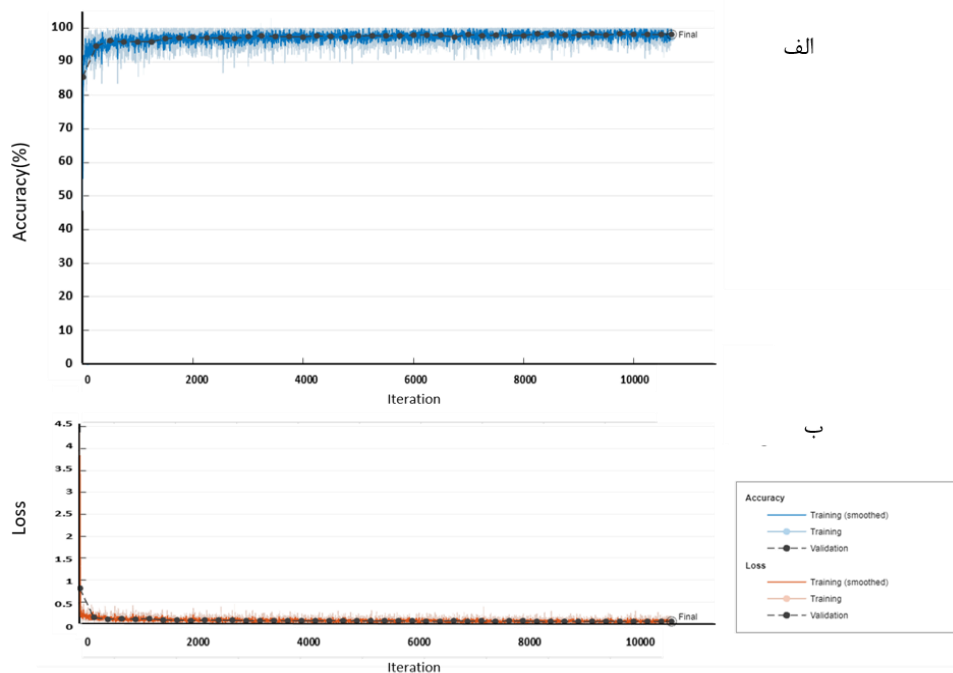 100
90
80
70
60
50
40
30
20
10
0
Accuracy(%)
Final
الف
0 2000 4000 6000 8000 10000
Iteration
4.5
4
3.5
3
2.5
2
1.5
1
0.5
0
Loss
Final
ب
0 2000 4000 6000 8000 10000
Iteration
Accuracy
Training (smoothed)
Training
Validation
Loss
Training (smoothed)
Training
Validation